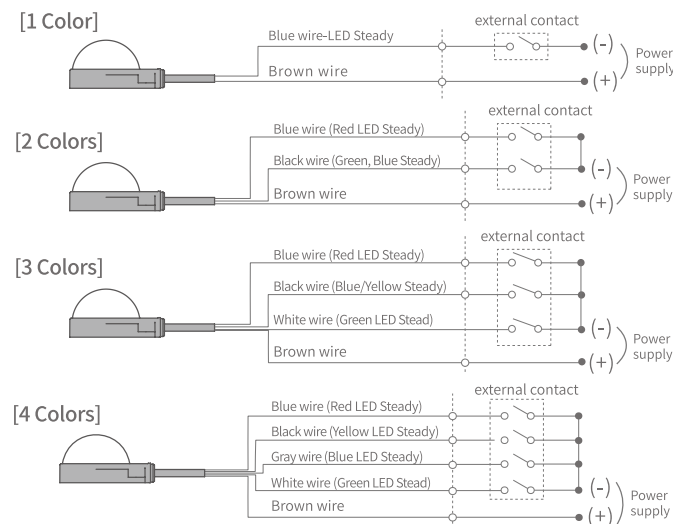 [1 Color]
external contact
Blue wire-LED Steady
(-)
Power
supply
Brown wire
(+)
[2 Colors]
external contact
Blue wire (Red LED Steady)
Black wire (Green, Blue Steady)
(-)
Power
supply
Brown wire
(+)
[3 Colors]
external contact
Blue wire (Red LED Steady)
Black wire (Blue/Yellow Steady)
White wire (Green LED Stead)
(-)
Power
supply
Brown wire
(+)
[4 Colors]
external contact
Blue wire (Red LED Steady)
Black wire (Yellow LED Steady)
Gray wire (Blue LED Steady)
White wire (Green LED Stead)
(-)
Power
supply
Brown wire
(+)